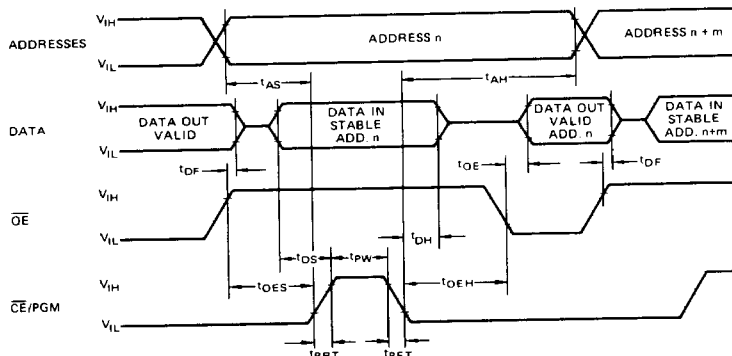 VIH
ADDRESSES
ADDRESS n
ADDRESS n + m
VIL
tAS
tAH
VIH
DATA
DATA OUT
VALID
DATA IN
STABLE
ADD. n
DATA OUT
VALID
ADD. n
DATA IN
STABLE
ADD. n+m
VIL
tDF
tOE
tDF
VIH
OE
VIL
tDS
tPW
tDH
tOES
tOEH
VIH
CE/PGM
VIL
tPRT
tPFT